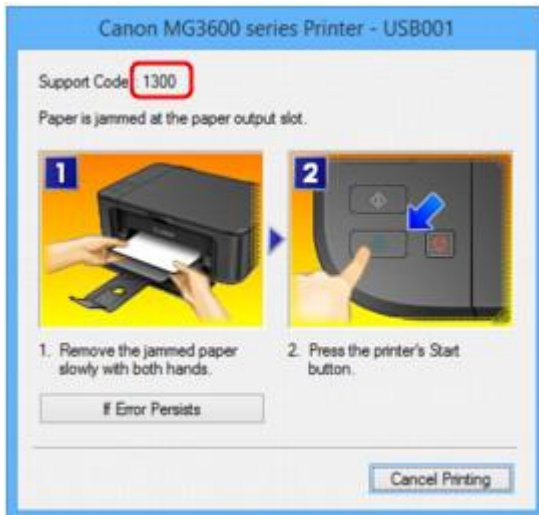 Canon MG3600 series Printer - USB001
Support Code: 1300
Paper is jammed at the paper output slot.
1
2
1. Remove the jammed paper
slowly with both hands.
2. Press the printer's Start
button.
If Error Persists
Cancel Printing